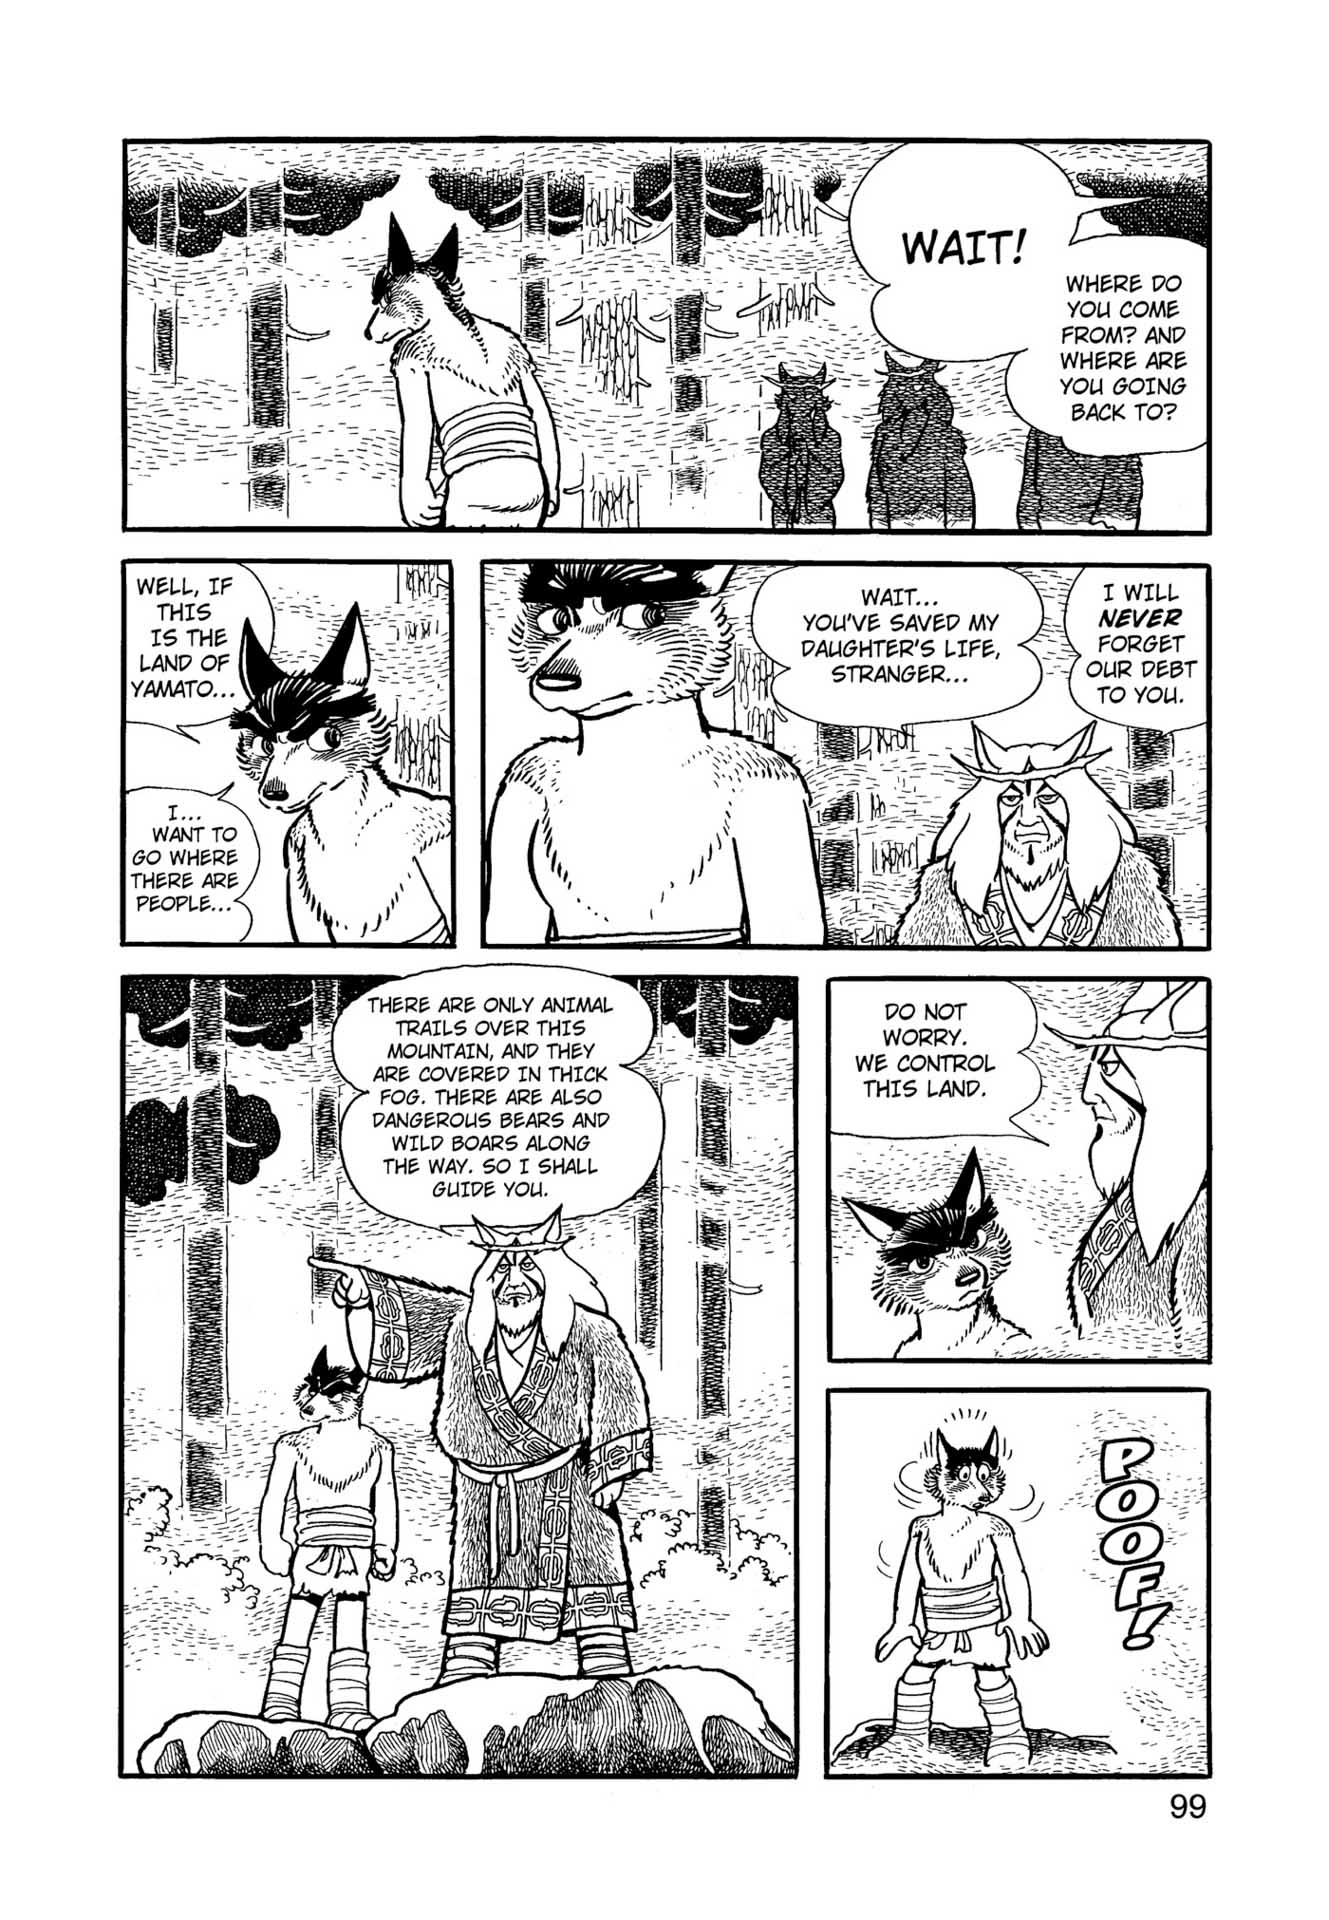 WAIT!
WHERE DO
YOU COME
FROM? AND
WHERE ARE
YOU GOING
BACK TO?
WELL, IF
THIS
IS THE
LAND OF
YAMATO...
I...
WANT TO
GO WHERE
THERE ARE
PEOPLE...
WAIT...
YOU'VE SAVED MY
DAUGHTER'S LIFE,
STRANGER...
I WILL
NEVER
FORGET
OUR DEBT
TO YOU.
THERE ARE ONLY ANIMAL
TRAILS OVER THIS
MOUNTAIN, AND THEY
ARE COVERED IN THICK
FOG. THERE ARE ALSO
DANGEROUS BEARS AND
WILD BOARS ALONG
THE WAY. SO I SHALL
GUIDE YOU.
DO NOT
WORRY.
WE CONTROL
THIS LAND.
POOF!
99